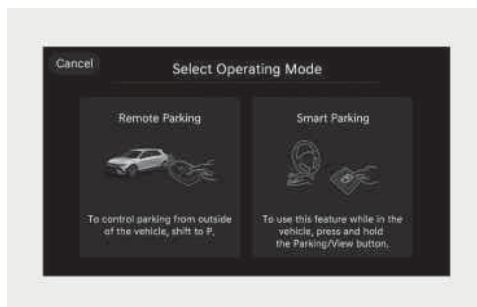 Cancel
Select Operating Mode
Remote Parking
Smart Parking
To control parking from outside
of the vehicle, shift to P.
To use this feature while in the
vehicle, press and hold
the Parking/View button.